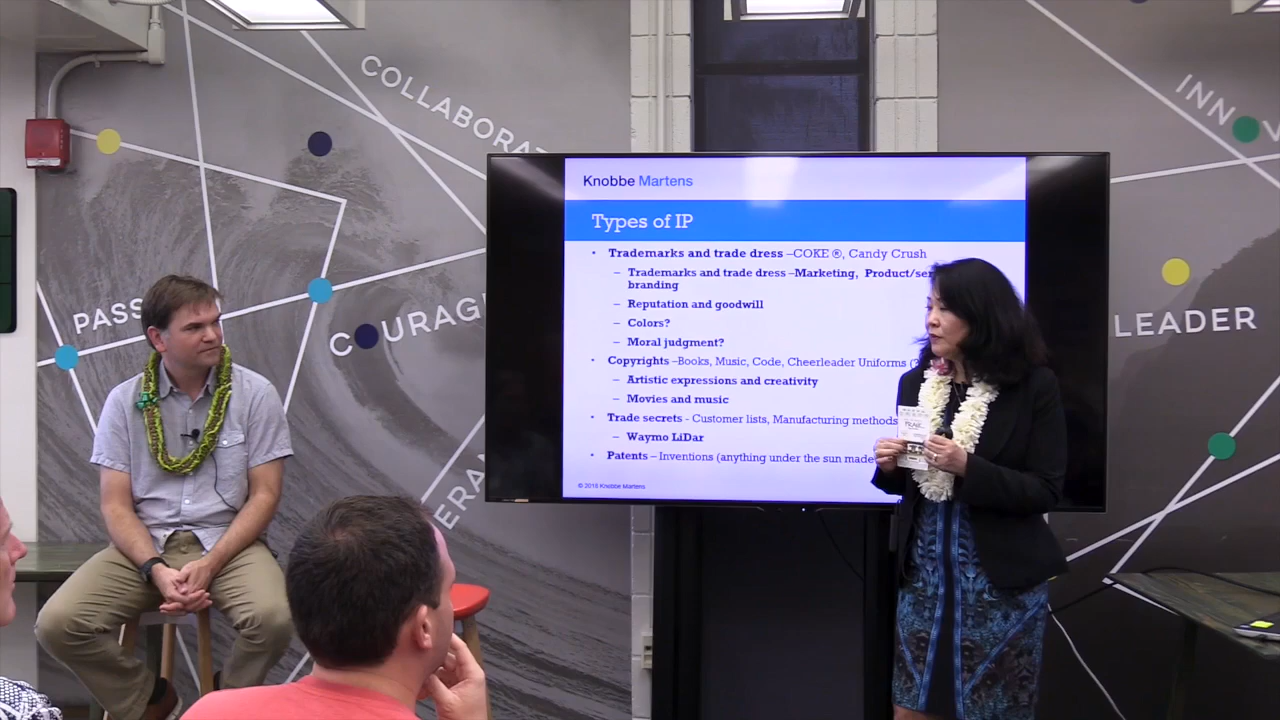 COLLABORAT
INNOV
PASS
COURAG
LEADER
ERA
Knobbe Martens
Types of IP
• Trademarks and trade dress –COKE ®, Candy Crush
– Trademarks and trade dress –Marketing, Product/ser
branding
– Reputation and goodwill
– Colors?
– Moral judgment?
• Copyrights –Books, Music, Code, Cheerleader Uniforms (?
– Artistic expressions and creativity
– Movies and music
• Trade secrets - Customer lists, Manufacturing methods
– Waymo LiDar
• Patents – Inventions (anything under the sun made
© 2016 Knobbe Martens